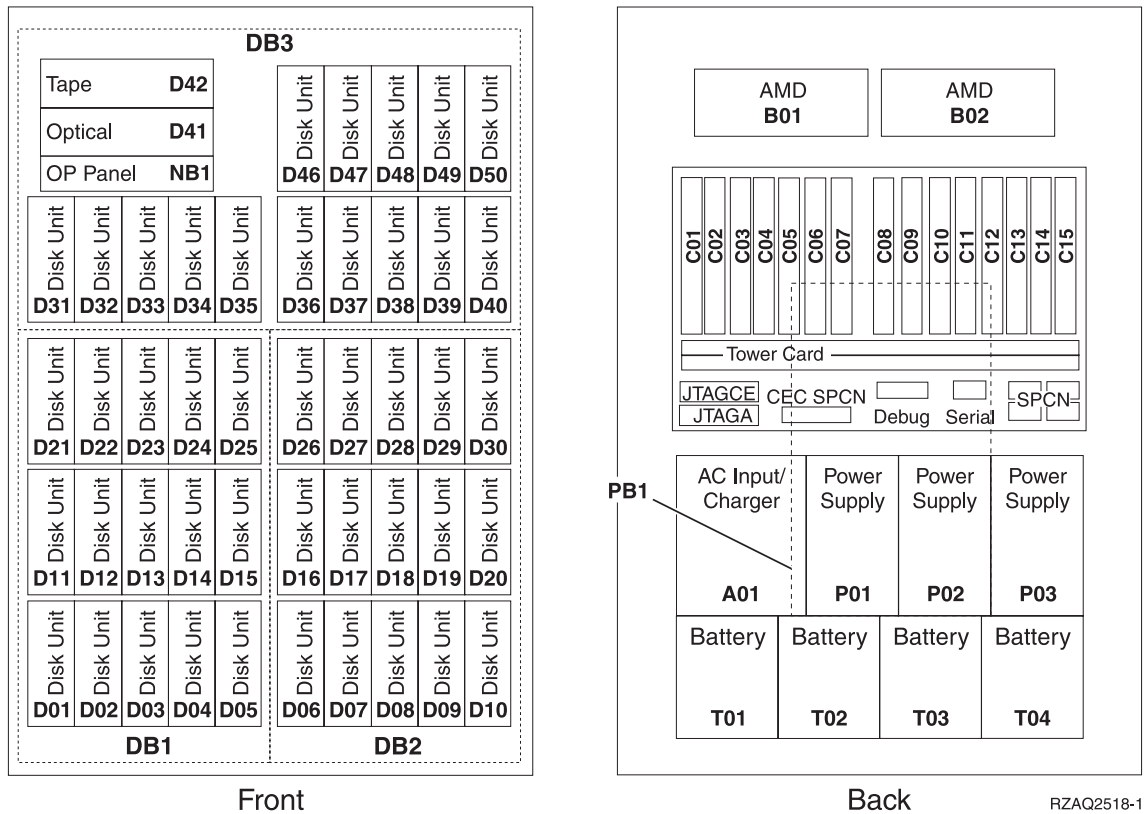 DB3
Tape D42
Optical D41
OP Panel NB1
Disk Unit Disk Unit Disk Unit Disk Unit Disk Unit
D46 D47 D48 D49 D50
Disk Unit Disk Unit Disk Unit Disk Unit Disk Unit
D31 D32 D33 D34 D35
Disk Unit Disk Unit Disk Unit Disk Unit Disk Unit
D36 D37 D38 D39 D40
Disk Unit Disk Unit Disk Unit Disk Unit Disk Unit
D21 D22 D23 D24 D25
Disk Unit Disk Unit Disk Unit Disk Unit Disk Unit
D26 D27 D28 D29 D30
Disk Unit Disk Unit Disk Unit Disk Unit Disk Unit
D11 D12 D13 D14 D15
Disk Unit Disk Unit Disk Unit Disk Unit Disk Unit
D16 D17 D18 D19 D20
Disk Unit Disk Unit Disk Unit Disk Unit Disk Unit
D01 D02 D03 D04 D05
Disk Unit Disk Unit Disk Unit Disk Unit Disk Unit
D06 D07 D08 D09 D10
DB1 DB2
Front
AMD
B01
AMD
B02
C01 C02 C03 C04 C05 C06 C07 C08 C09 C10 C11 C12 C13 C14 C15
Tower Card
JTAGCE
JTAGA
CEC SPCN
Debug
Serial
SPCN
PB1
AC Input/
Charger
A01
Power
Supply
P01
Power
Supply
P02
Power
Supply
P03
Battery
T01
Battery
T02
Battery
T03
Battery
T04
Back
RZAQ2518-1